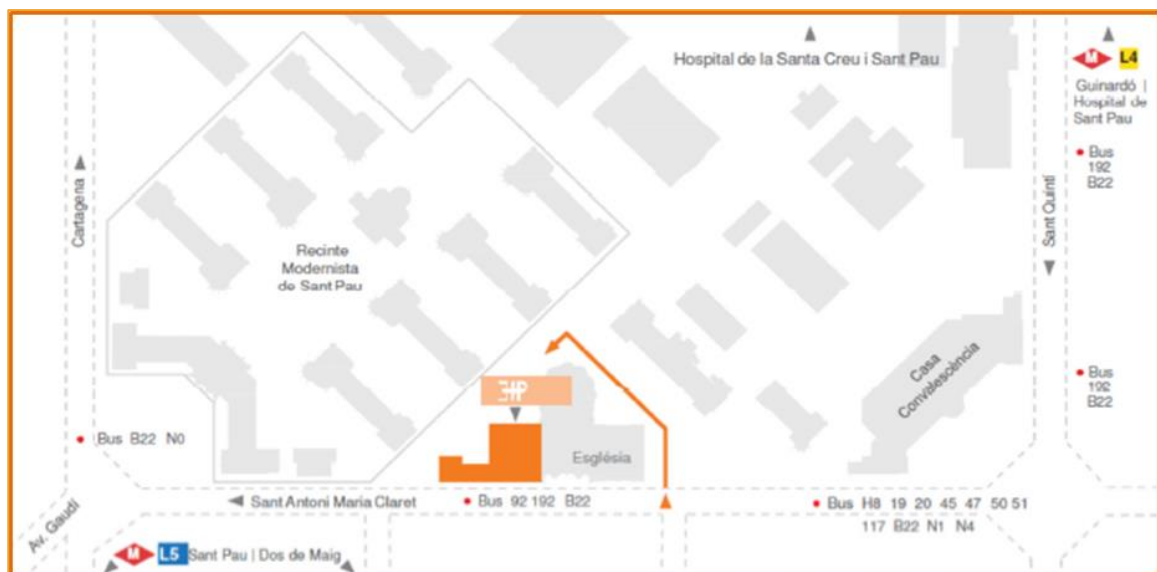 Hospital de la Santa Creu i Sant Pau
M L4
Guinardó |
Hospital de
Sant Pau
Bus
192
B22
Cartagena
Sant Quintí
Recinte
Modernista
de Sant Pau
Casa
Convalescència
Bus
192
B22
Bus B22 N0
Església
Sant Antoni Maria Claret
Bus 92 192 B22
Bus H8 19 20 45 47 50 51
117 B22 N1 N4
Av. Gaudí
M L5 Sant Pau | Dos de Maig